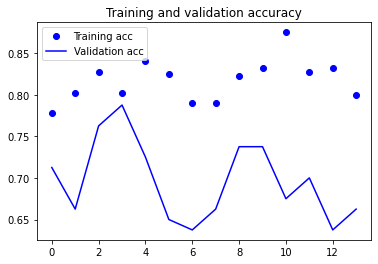 Training and validation accuracy
Training acc
Validation acc
0.85
0.80
0.75
0.70
0.65
0 2 4 6 8 10 12